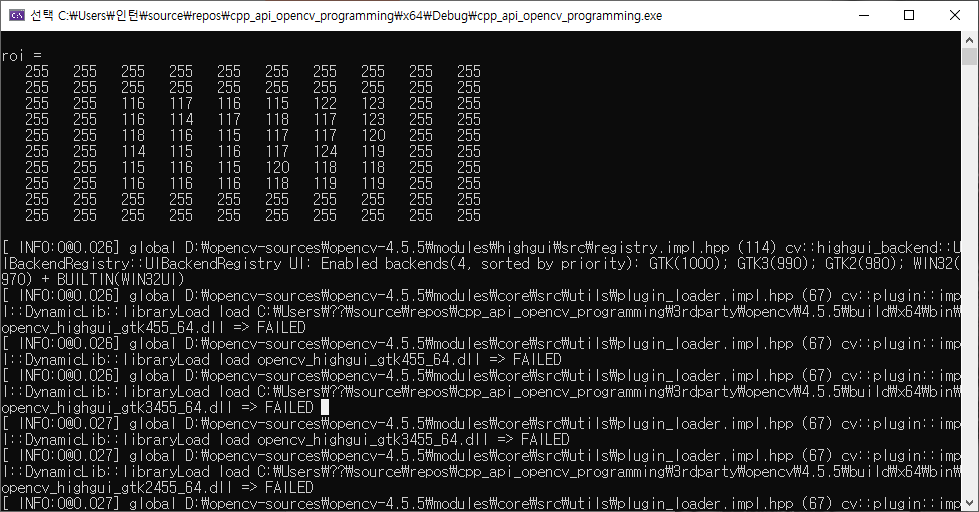 선택 C:₩Users₩인턴₩source₩repos₩cpp_api_opencv_programming₩x64₩Debug₩cpp_api_opencv_programming.exe
roi =
255 255 255 255 255 255 255 255 255 255
255 255 255 255 255 255 255 255 255 255
255 255 116 117 116 115 122 123 255 255
255 255 116 114 117 118 117 123 255 255
255 255 118 116 115 117 117 120 255 255
255 255 114 115 116 117 124 119 255 255
255 255 115 116 115 120 118 118 255 255
255 255 116 116 116 118 119 119 255 255
255 255 255 255 255 255 255 255 255 255
255 255 255 255 255 255 255 255 255 255
[ INFO:0@0.026] global D:₩opencv-sources₩opencv-4.5.5₩modules₩highgui₩src₩registry.impl.hpp (114) cv::highgui_backend::U
IBackendRegistry::UIBackendRegistry UI: Enabled backends(4, sorted by priority): GTK(1000); GTK3(990); GTK2(980); WIN32(
970) + BUILTIN(WIN32UI)
[ INFO:0@0.026] global D:₩opencv-sources₩opencv-4.5.5₩modules₩core₩src₩utils₩plugin_loader.impl.hpp (67) cv::plugin::imp
l::DynamicLib::libraryLoad load C:₩Users₩??₩source₩repos₩cpp_api_opencv_programming₩3rdparty₩opencv₩4.5.5₩build₩x64₩bin₩
opencv_highgui_gtk455_64.dll => FAILED
[ INFO:0@0.026] global D:₩opencv-sources₩opencv-4.5.5₩modules₩core₩src₩utils₩plugin_loader.impl.hpp (67) cv::plugin::imp
l::DynamicLib::libraryLoad load opencv_highgui_gtk455_64.dll => FAILED
[ INFO:0@0.026] global D:₩opencv-sources₩opencv-4.5.5₩modules₩core₩src₩utils₩plugin_loader.impl.hpp (67) cv::plugin::imp
l::DynamicLib::libraryLoad load C:₩Users₩??₩source₩repos₩cpp_api_opencv_programming₩3rdparty₩opencv₩4.5.5₩build₩x64₩bin₩
opencv_highgui_gtk3455_64.dll => FAILED
[ INFO:0@0.027] global D:₩opencv-sources₩opencv-4.5.5₩modules₩core₩src₩utils₩plugin_loader.impl.hpp (67) cv::plugin::imp
l::DynamicLib::libraryLoad load opencv_highgui_gtk3455_64.dll => FAILED
[ INFO:0@0.027] global D:₩opencv-sources₩opencv-4.5.5₩modules₩core₩src₩utils₩plugin_loader.impl.hpp (67) cv::plugin::imp
l::DynamicLib::libraryLoad load C:₩Users₩??₩source₩repos₩cpp_api_opencv_programming₩3rdparty₩opencv₩4.5.5₩build₩x64₩bin₩
opencv_highgui_gtk2455_64.dll => FAILED
[ INFO:0@0.027] global D:₩opencv-sources₩opencv-4.5.5₩modules₩core₩src₩utils₩plugin_loader.impl.hpp (67) cv::plugin::imp